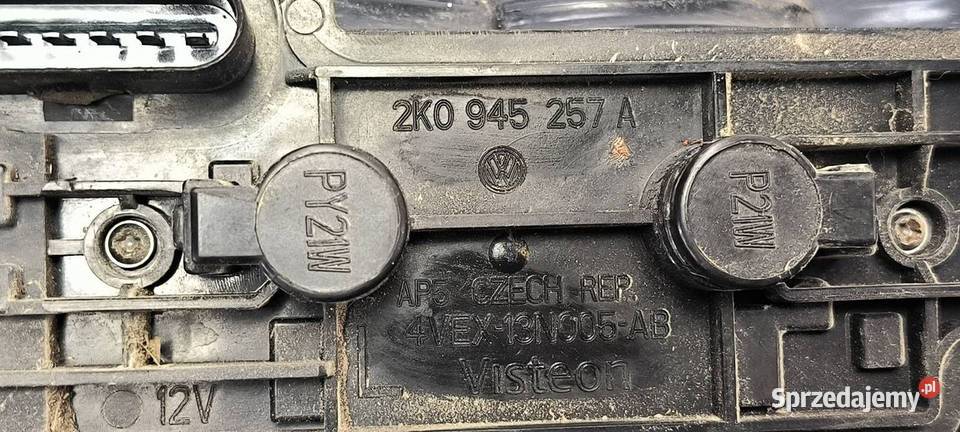 2K0 945 257 A
VW
PY21W
P21W
AP5 CZECH REP.
4VEX-13N005-AB
Visteon
L
12V
Sprzedajemy.pl